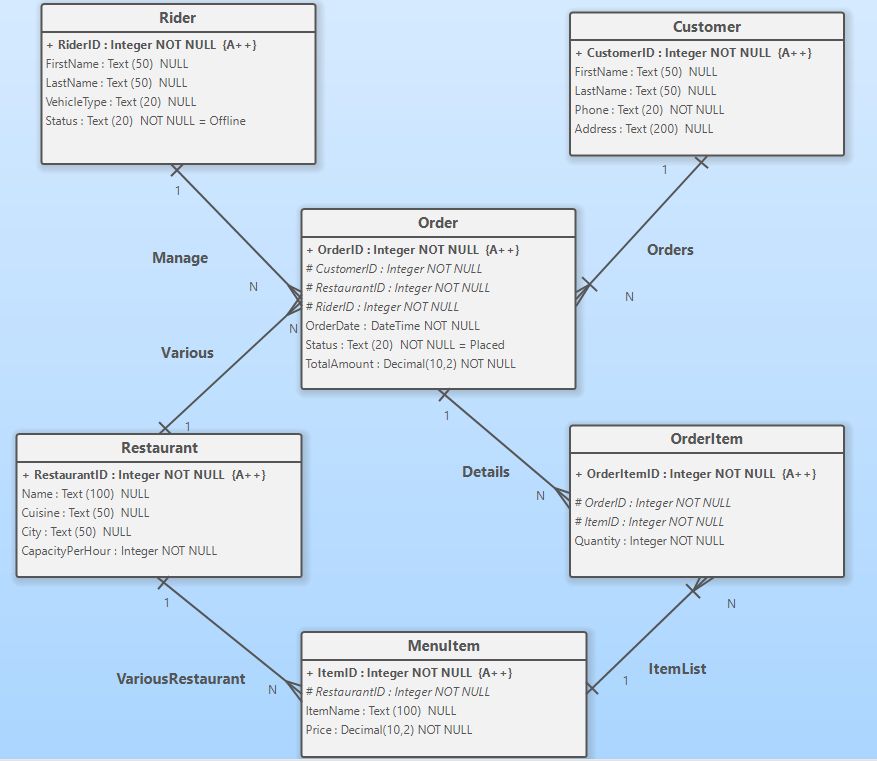 Rider
+ RiderID : Integer NOT NULL {A++}
FirstName : Text (50) NULL
LastName : Text (50) NULL
VehicleType : Text (20) NULL
Status : Text (20) NOT NULL = Offline
Customer
+ CustomerID : Integer NOT NULL {A++}
FirstName : Text (50) NULL
LastName : Text (50) NULL
Phone : Text (20) NOT NULL
Address : Text (200) NULL
1
1
Manage
Orders
N
N
Order
+ OrderID : Integer NOT NULL {A++}
# CustomerID : Integer NOT NULL
# RestaurantID : Integer NOT NULL
# RiderID : Integer NOT NULL
OrderDate : DateTime NOT NULL
Status : Text (20) NOT NULL = Placed
TotalAmount : Decimal(10,2) NOT NULL
N
Various
1
1
Restaurant
+ RestaurantID : Integer NOT NULL {A++}
Name : Text (100) NULL
Cuisine : Text (50) NULL
City : Text (50) NULL
CapacityPerHour : Integer NOT NULL
Details
N
OrderItem
+ OrderItemID : Integer NOT NULL {A++}
# OrderID : Integer NOT NULL
# ItemID : Integer NOT NULL
Quantity : Integer NOT NULL
1
N
VariousRestaurant
N
ItemList
1
MenuItem
+ ItemID : Integer NOT NULL {A++}
# RestaurantID : Integer NOT NULL
ItemName : Text (100) NULL
Price : Decimal(10,2) NOT NULL